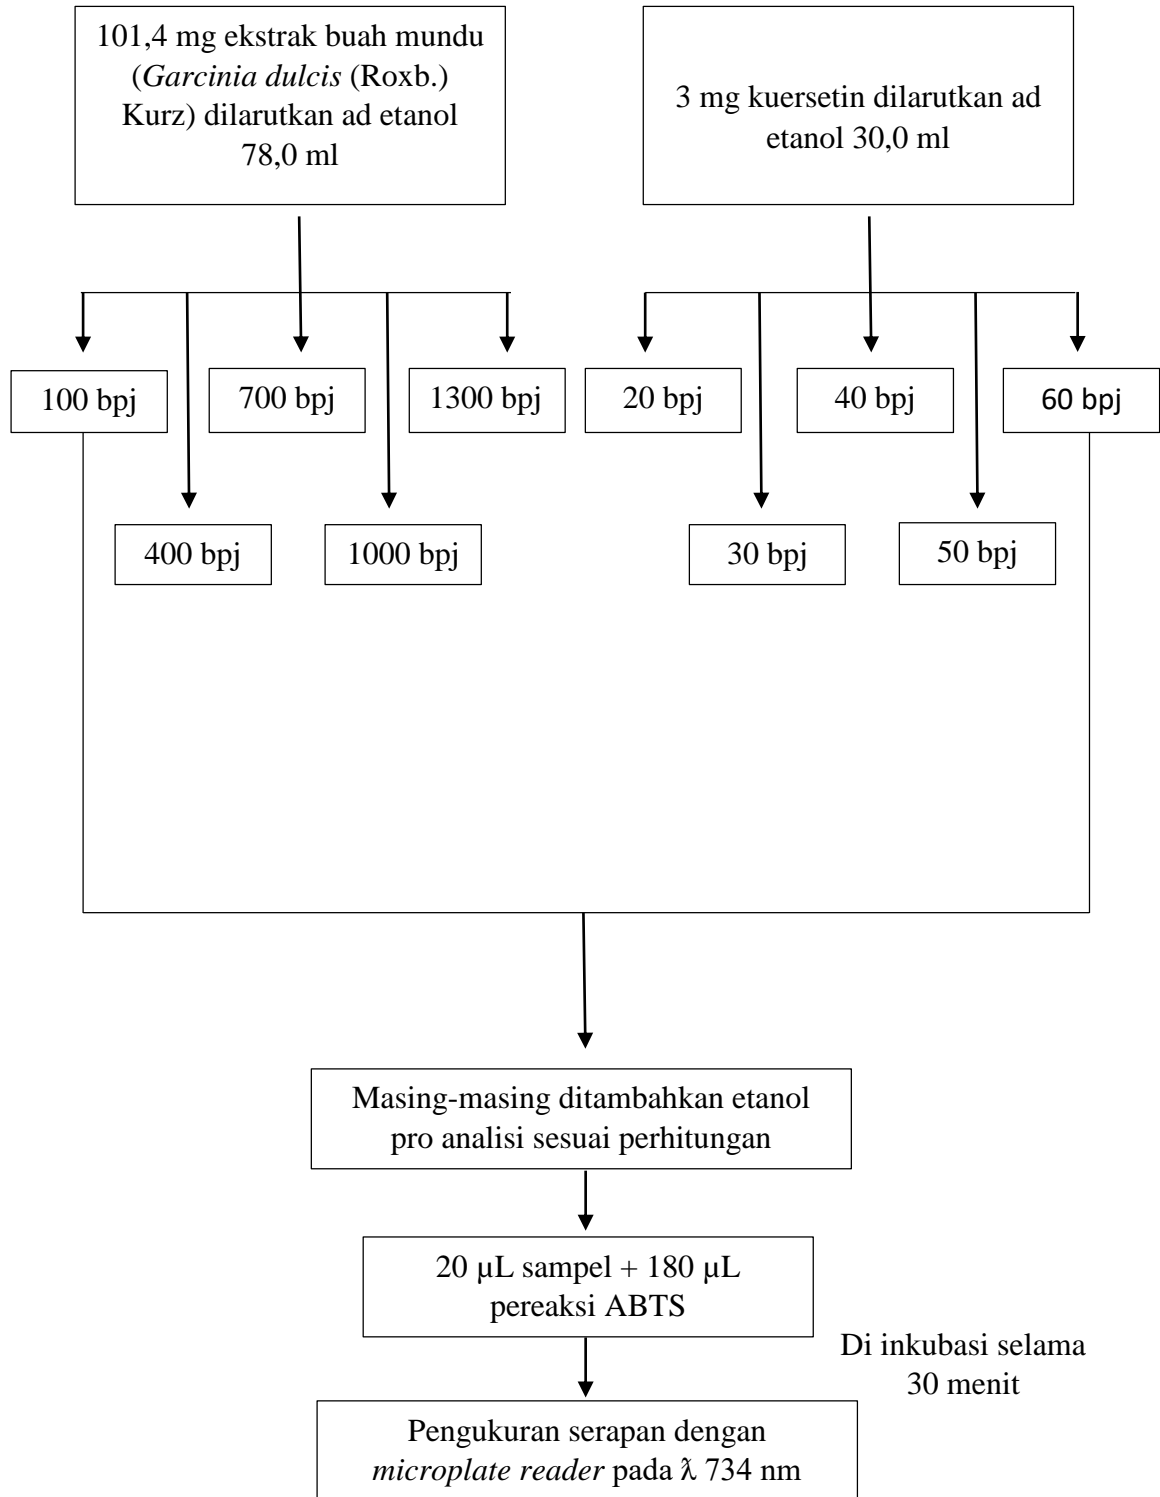 101,4 mg ekstrak buah mundu
(Garcinia dulcis (Roxb.)
Kurz) dilarutkan ad etanol
78,0 ml
3 mg kuersetin dilarutkan ad
etanol 30,0 ml
100 bpj
700 bpj
1300 bpj
20 bpj
40 bpj
60 bpj
400 bpj
1000 bpj
30 bpj
50 bpj
Masing-masing ditambahkan etanol
pro analisi sesuai perhitungan
20 µL sampel + 180 µL
pereaksi ABTS
Di inkubasi selama
30 menit
Pengukuran serapan dengan
microplate reader pada ƛ 734 nm